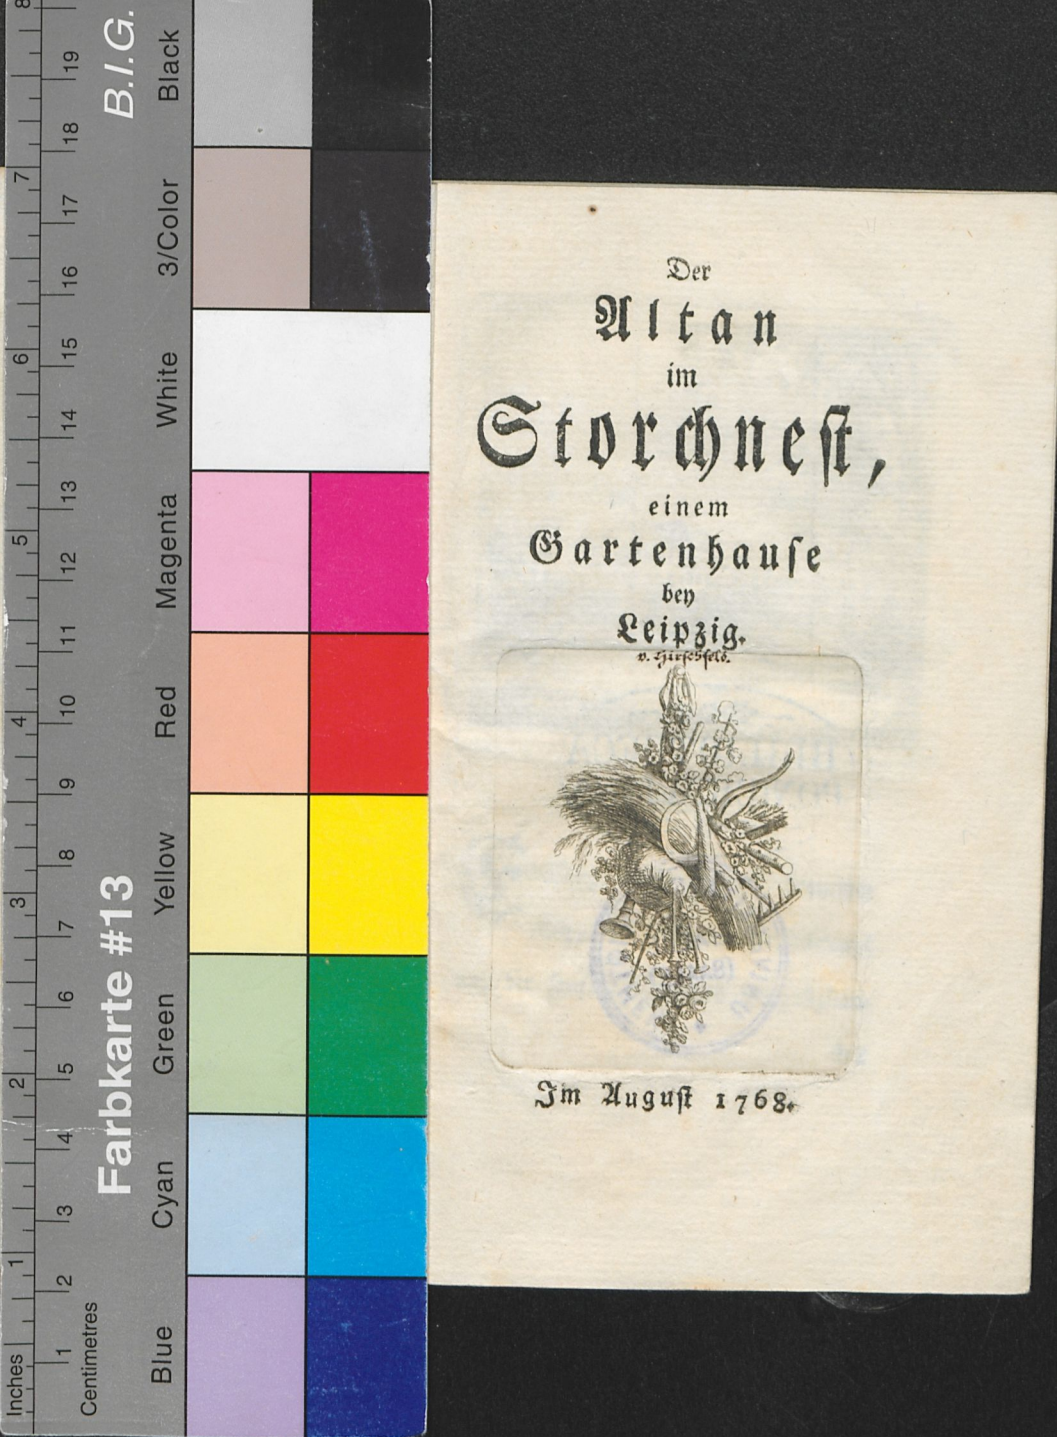 Der
Altan
im
Storchnest,
einem
Gartenhause
bey
Leipzig.
v. Hirschfeld.
Im August 1768.
B.I.G.
Farbkarte #13
Black
3/Color
White
Magenta
Red
Yellow
Green
Cyan
Blue
8
7
6
5
4
3
2
1
Inches
19
18
17
16
15
14
13
12
11
10
9
8
7
6
5
4
3
2
1
Centimetres